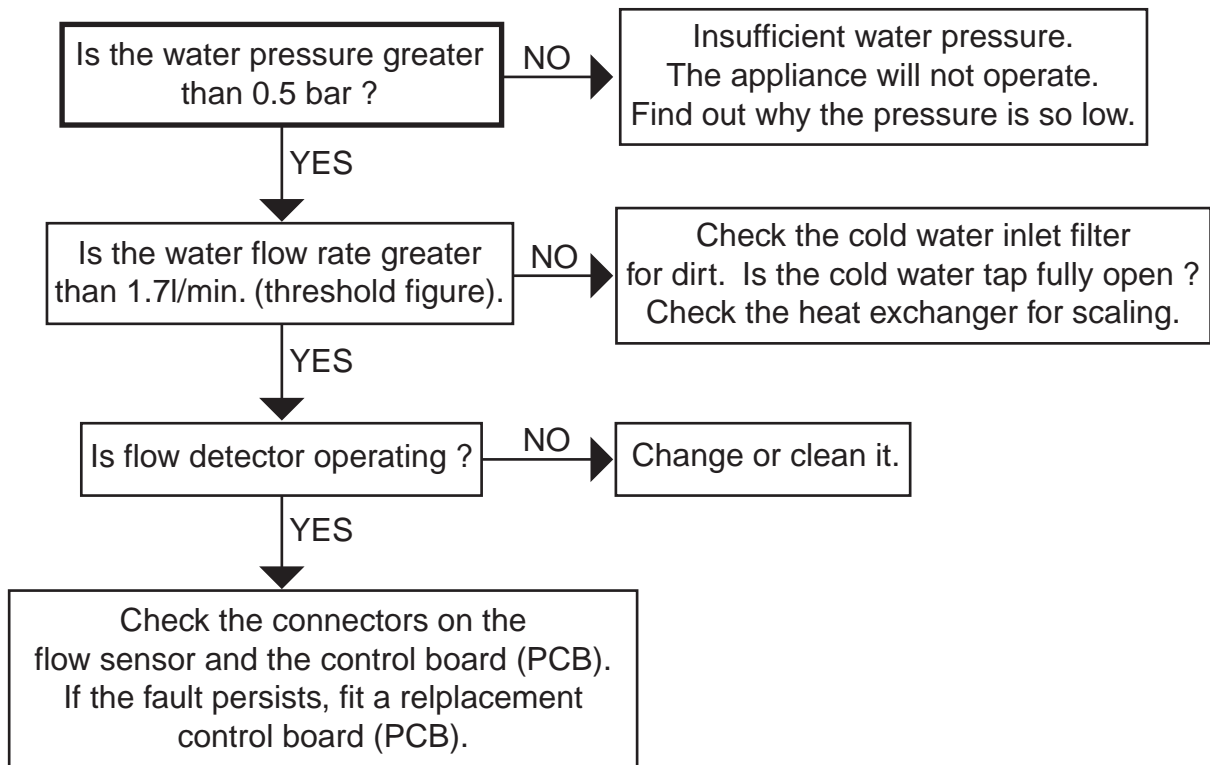 Is the water pressure greater
than 0.5 bar ?
NO
Insufficient water pressure.
The appliance will not operate.
Find out why the pressure is so low.
YES
Is the water flow rate greater
than 1.7l/min. (threshold figure).
NO
Check the cold water inlet filter
for dirt.  Is the cold water tap fully open ?
Check the heat exchanger for scaling.
YES
Is flow detector operating ?
NO
Change or clean it.
YES
Check the connectors on the
flow sensor and the control board (PCB).
If the fault persists, fit a relplacement
control board (PCB).